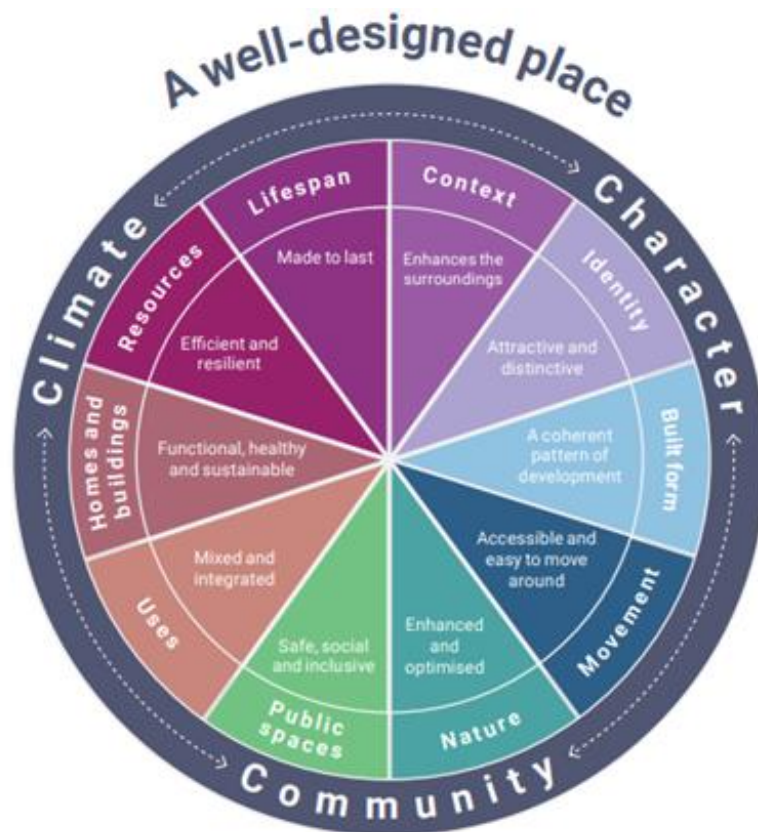 A well-designed place
Climate
Character
Community
Context
Enhances the
surroundings
Identity
Attractive and
distinctive
Built form
A coherent
pattern of
development
Movement
Accessible and
easy to move
around
Nature
Enhanced
and
optimised
Public
spaces
Safe, social
and inclusive
Uses
Mixed and
integrated
Homes and
buildings
Functional, healthy
and sustainable
Resources
Efficient and
resilient
Lifespan
Made to last